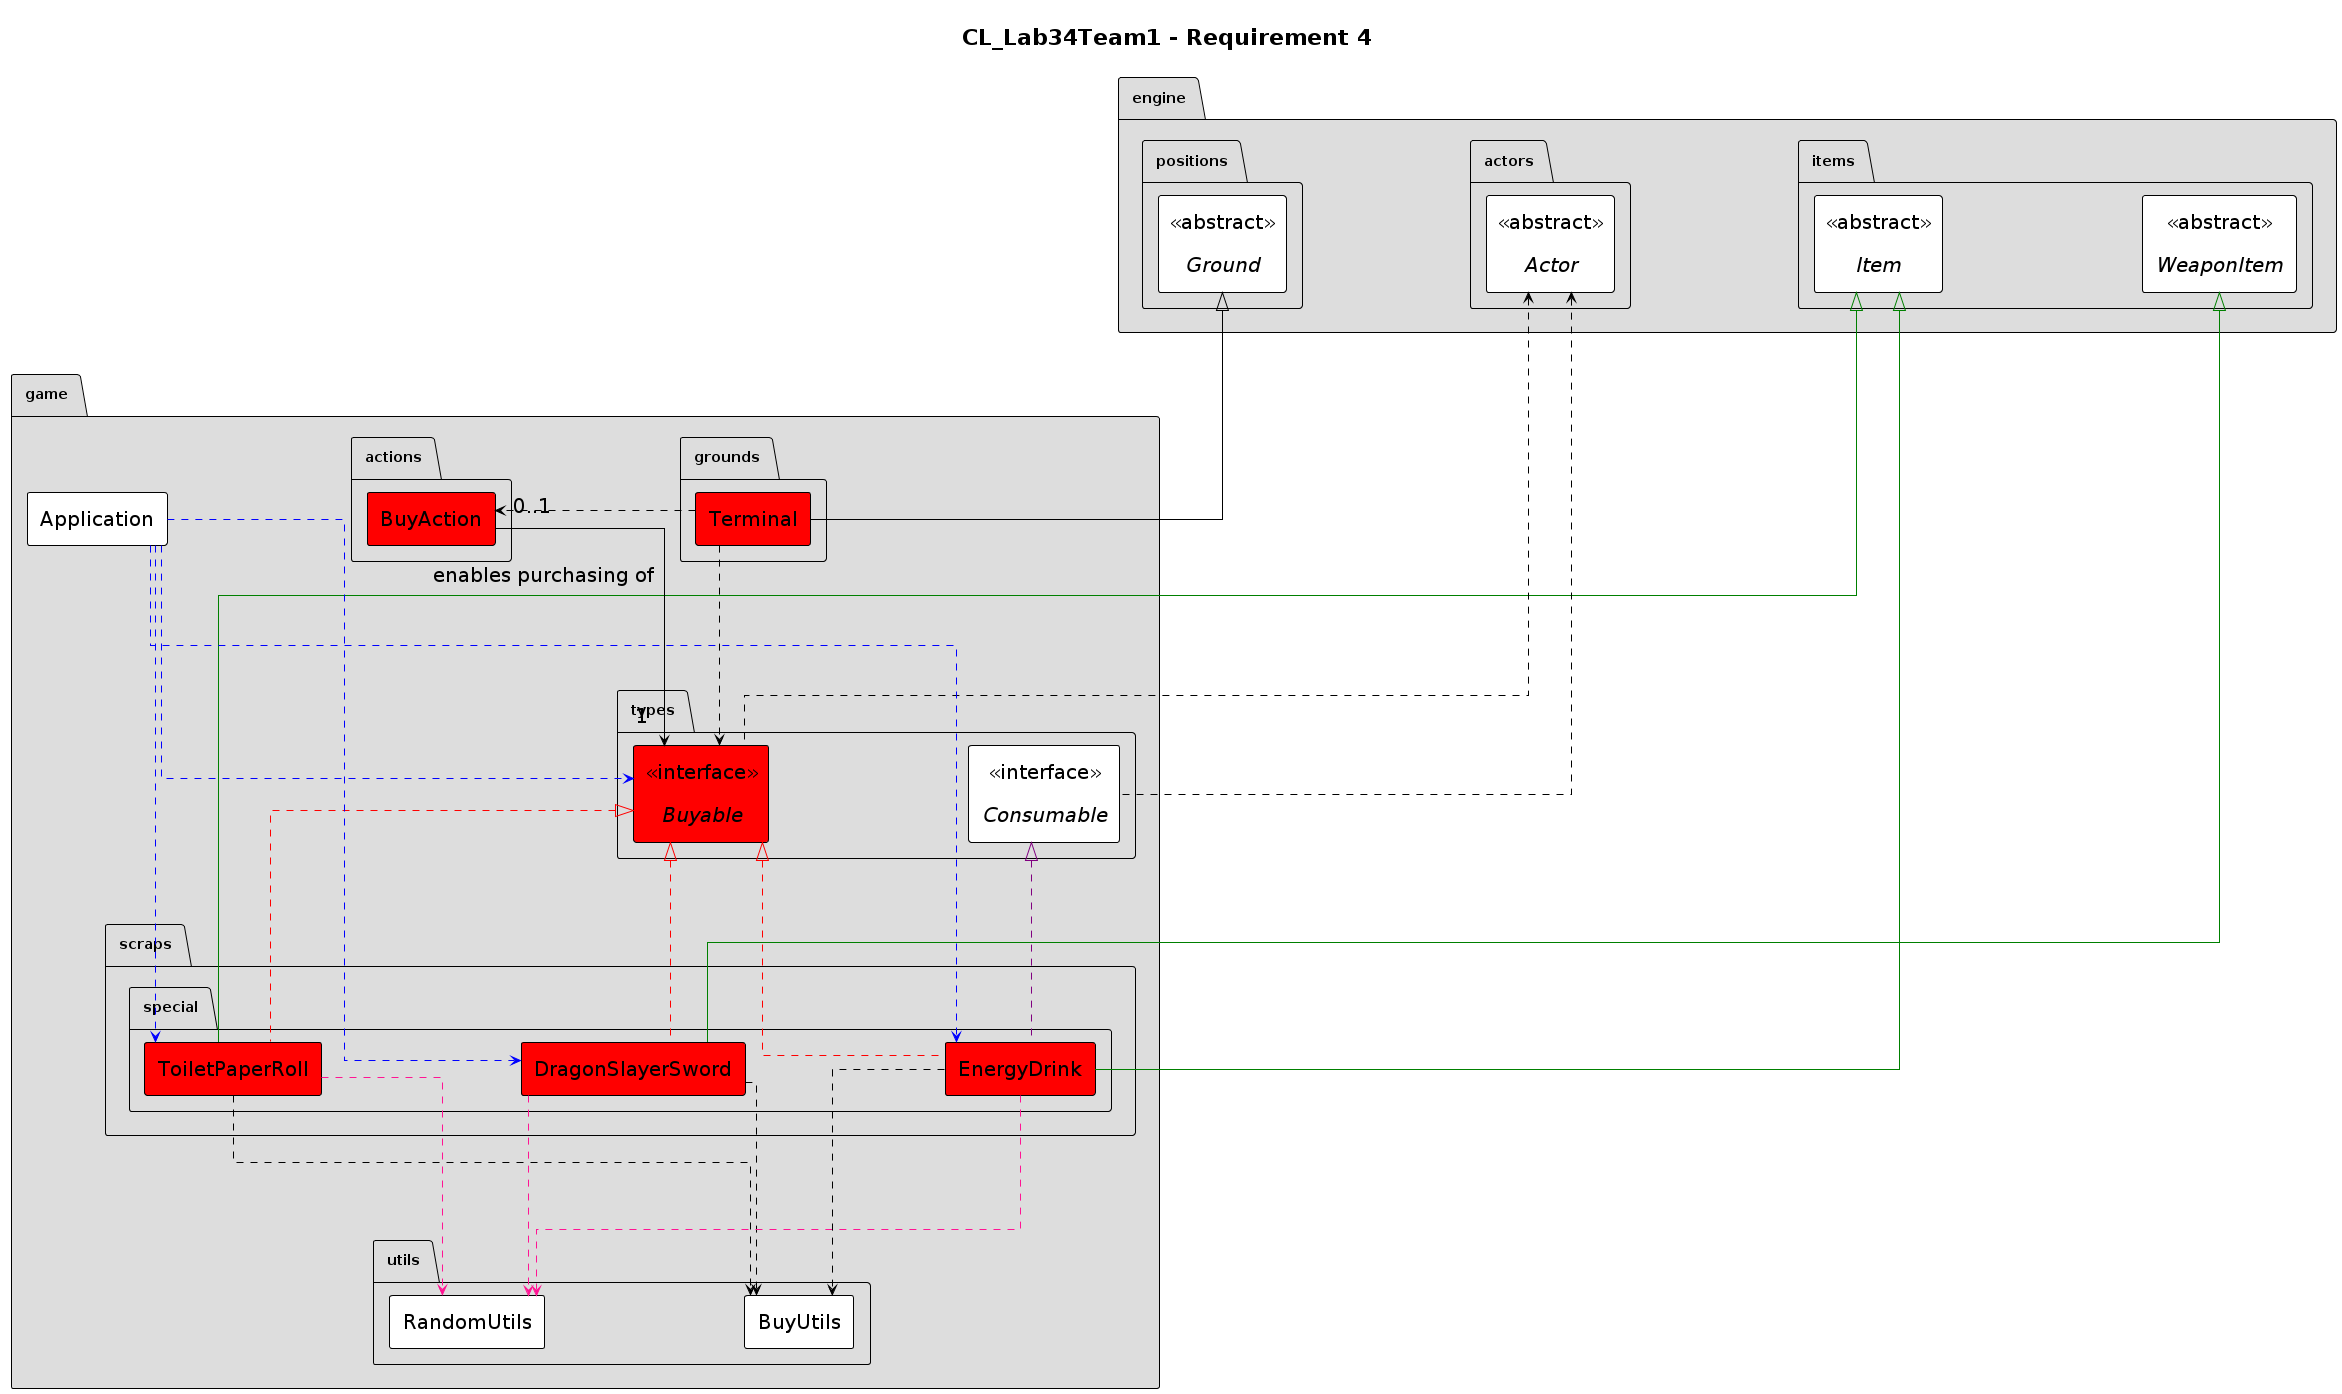 CL_Lab34Team1 - Requirement 4
engine
positions
actors
items
«abstract»
Ground
«abstract»
Actor
«abstract»
Item
«abstract»
WeaponItem
game
actions
grounds
Application
BuyAction
0..1
Terminal
enables purchasing of
types
1
«interface»
Buyable
«interface»
Consumable
scraps
special
ToiletPaperRoll
DragonSlayerSword
EnergyDrink
utils
RandomUtils
BuyUtils